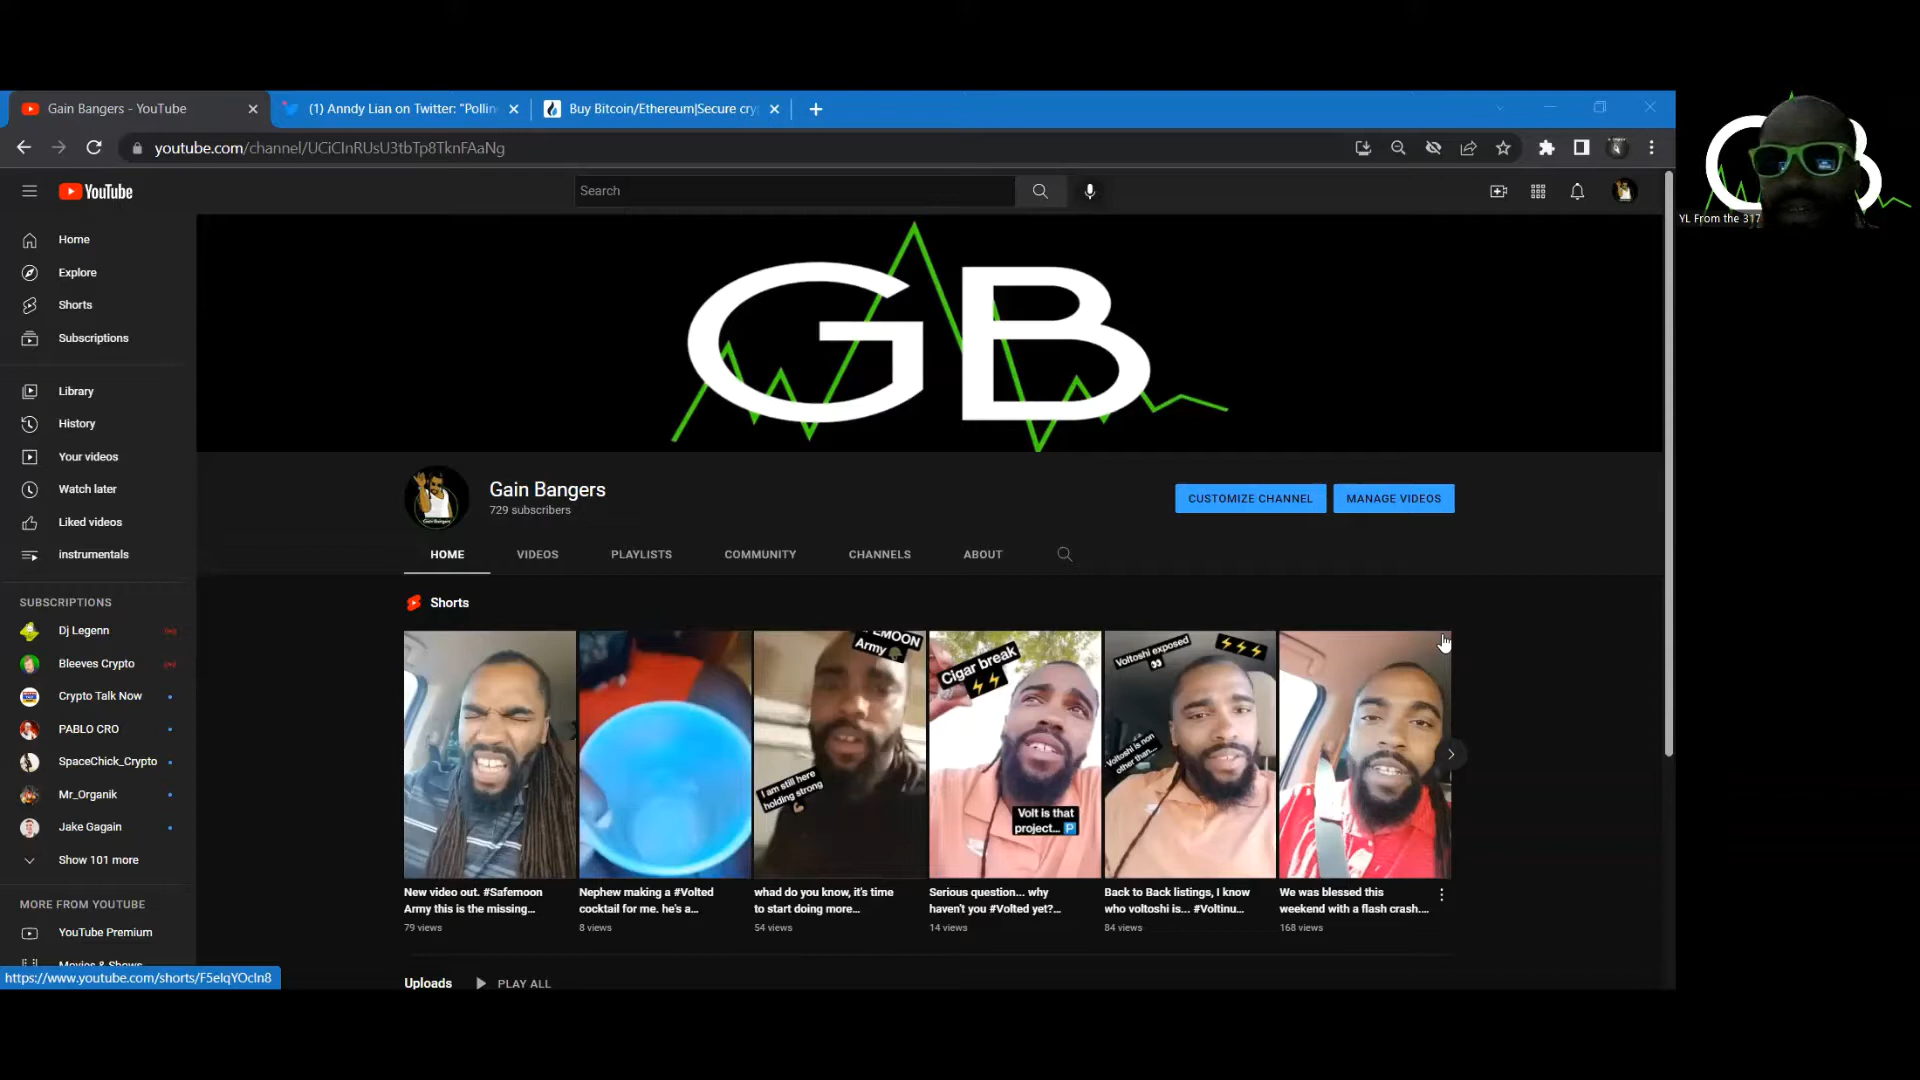 Gain Bangers - YouTube
(1) Anndy Lian on Twitter: "Pollin
Buy Bitcoin/Ethereum|Secure cry
youtube.com/channel/UCiCInRUsU3tbTp8TknFAaNg
YouTube
Search
YL From the 317
Home
Explore
Shorts
Subscriptions
Library
History
Your videos
Watch later
Liked videos
instrumentals
SUBSCRIPTIONS
Dj Legenn
Bleeves Crypto
Crypto Talk Now
PABLO CRO
SpaceChick_Crypto
Mr_Organik
Jake Gagain
Show 101 more
MORE FROM YOUTUBE
YouTube Premium
Movies & Shows
https://www.youtube.com/shorts/F5elqYOcln8
GB
Gain Bangers
729 subscribers
CUSTOMIZE CHANNEL
MANAGE VIDEOS
HOME
VIDEOS
PLAYLISTS
COMMUNITY
CHANNELS
ABOUT
Shorts
Army
I am still here
holding strong
Cigar break
Volt is that
project...
Voltoshi exposed
Voltoshi is non
other than...
New video out. #Safemoon
Army this is the missing...
79 views
Nephew making a #Volted
cocktail for me. he's a...
8 views
whad do you know, it's time
to start doing more...
54 views
Serious question... why
haven't you #Volted yet?...
14 views
Back to Back listings, I know
who voltoshi is... #Voltinu...
84 views
We was blessed this
weekend with a flash crash....
168 views
Uploads
PLAY ALL